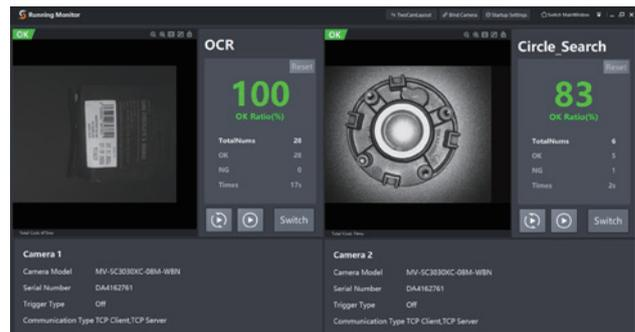 Running Monitor
TwoCamLayout
Bind Camera
Startup Settings
Switch MainWindow
OK
OCR
Reset
100
OK Ratio(%)
TotalNums 28
OK 28
NG 0
Times 17s
Switch
OK
Circle_Search
Reset
83
OK Ratio(%)
TotalNums 6
OK 5
NG 1
Times 2s
Switch
Camera 1
Camera Model MV-SC3030XC-08M-WBN
Serial Number DA4162761
Trigger Type Off
Communication Type TCP Client,TCP Server
Camera 2
Camera Model MV-SC3030XC-08M-WBN
Serial Number DA4162761
Trigger Type Off
Communication Type TCP Client,TCP Server